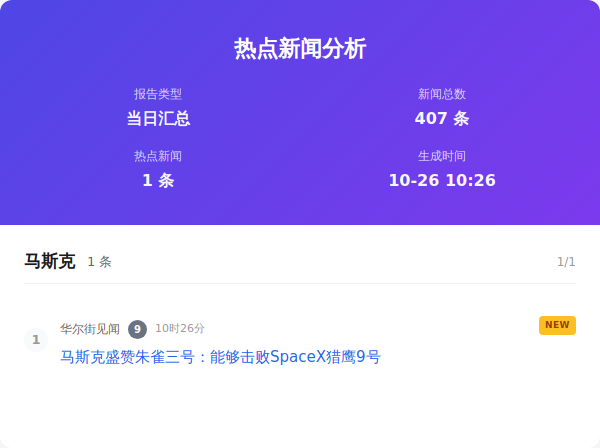 热点新闻分析
报告类型
新闻总数
当日汇总
407 条
热点新闻
生成时间
1 条
10-26 10:26
马斯克 1 条 1/1
1 华尔街见闻 9 10时26分 NEW
马斯克盛赞朱雀三号：能够击败SpaceX猎鹰9号